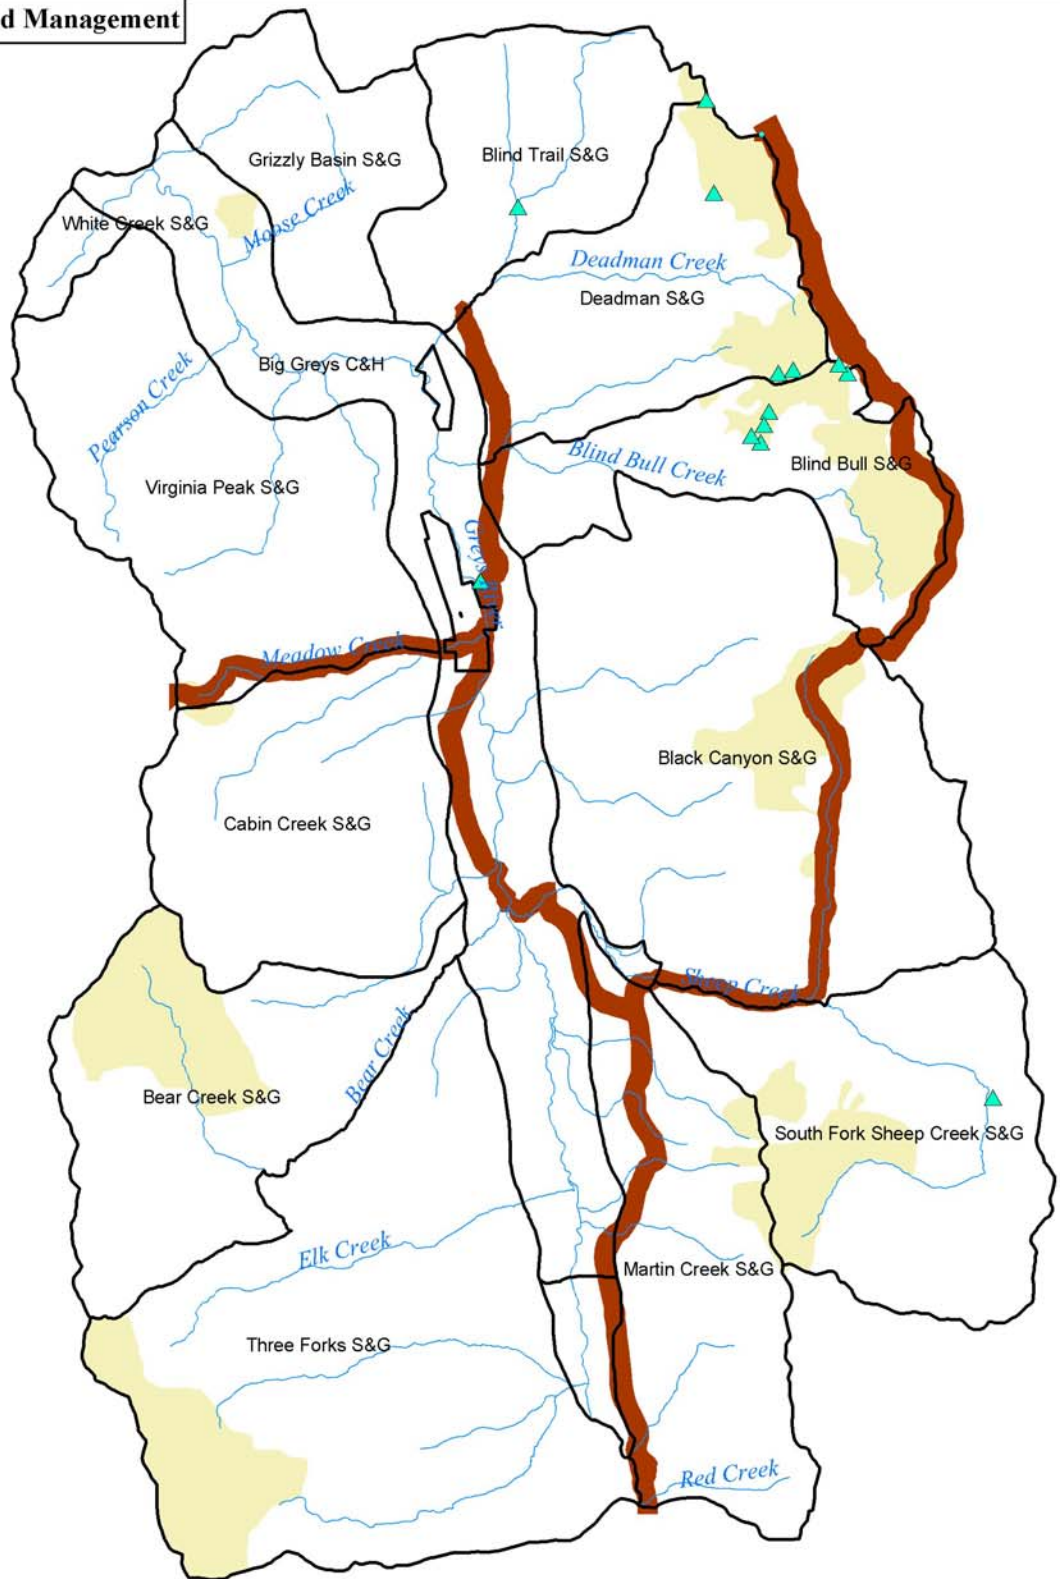 d Management
Grizzly Basin S&G
Blind Trail S&G
White Creek S&G
Moose Creek
Deadman Creek
Deadman S&G
Big Greys C&H
Pearson Creek
Blind Bull Creek
Blind Bull S&G
Virginia Peak S&G
Greys River
Meadow Creek
Black Canyon S&G
Cabin Creek S&G
Sheep Creek
Bear Creek
Bear Creek S&G
South Fork Sheep Creek S&G
Elk Creek
Martin Creek S&G
Three Forks S&G
Red Creek